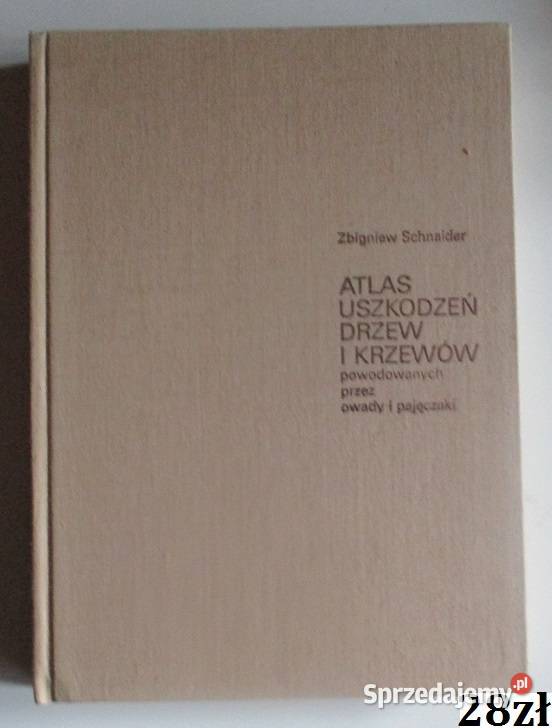 Zbigniew Schnaider
ATLAS
USZKODZEŃ
DRZEW
I KRZEWÓW
powodowanych
przez
owady i pajęczaki
Sprzedajemy.pl
28zł